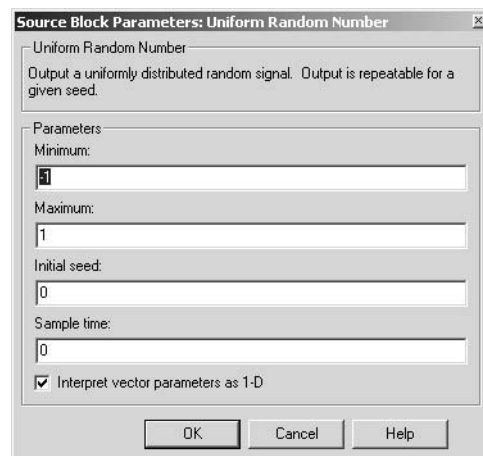 Source Block Parameters: Uniform Random Number
Uniform Random Number
Output a uniformly distributed random signal. Output is repeatable for a
given seed.
Parameters
Minimum:
-1
Maximum:
1
Initial seed:
0
Sample time:
0
Interpret vector parameters as 1-D
OK Cancel Help